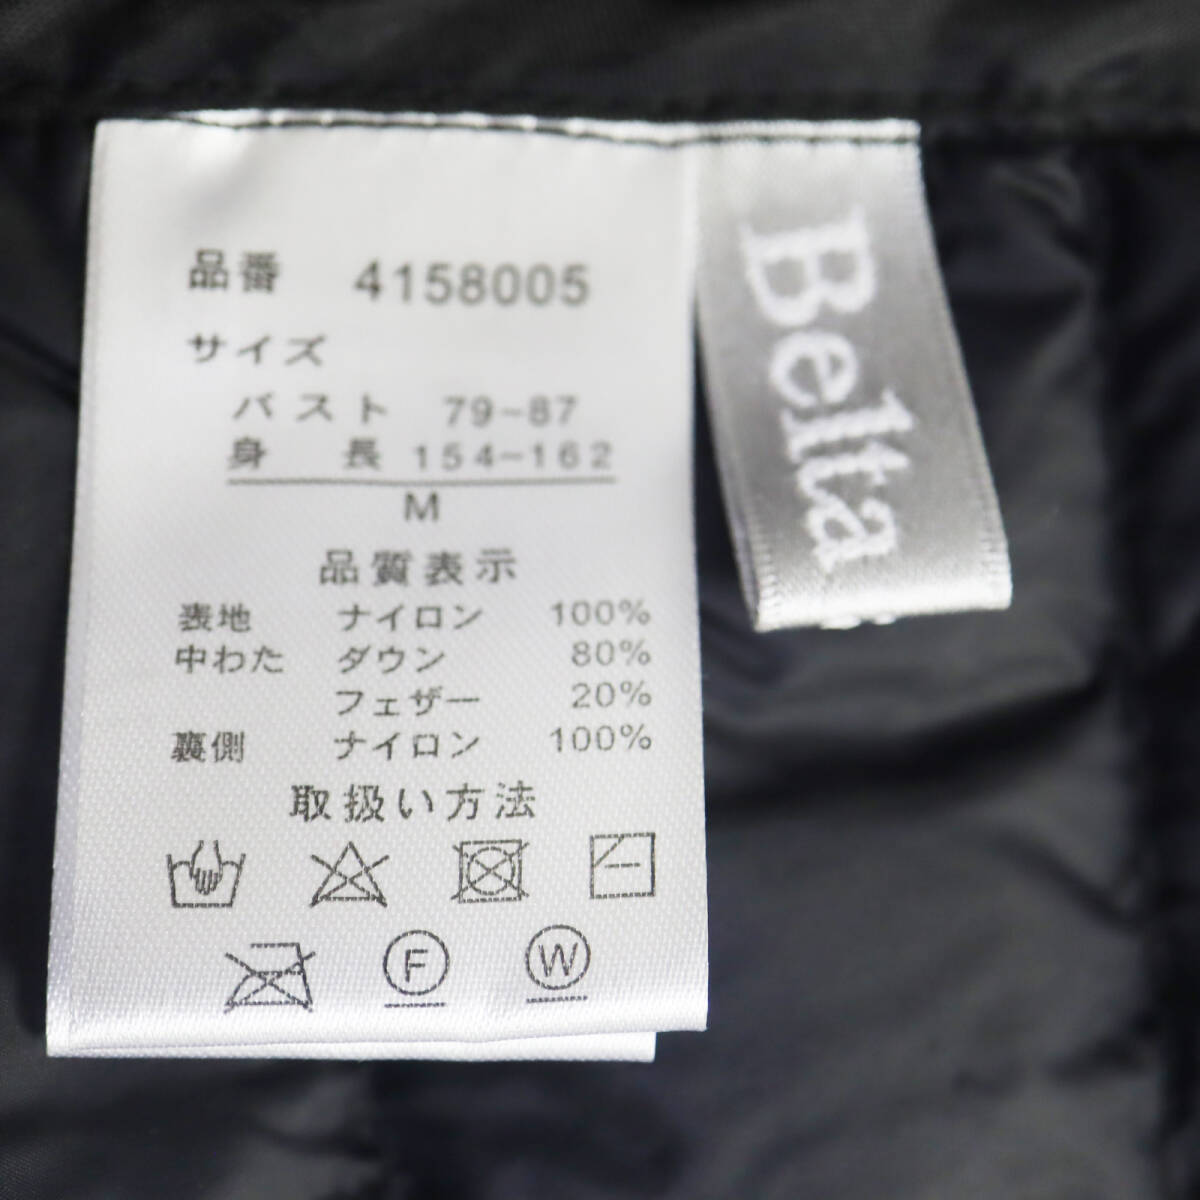 品番 4158005
サイズ
バスト 79~87
身長 154-162
M
品質表示
表地 ナイロン 100%
中わた ダウン 80%
フェザー 20%
裏側 ナイロン 100%
取扱い方法
F W
Belta